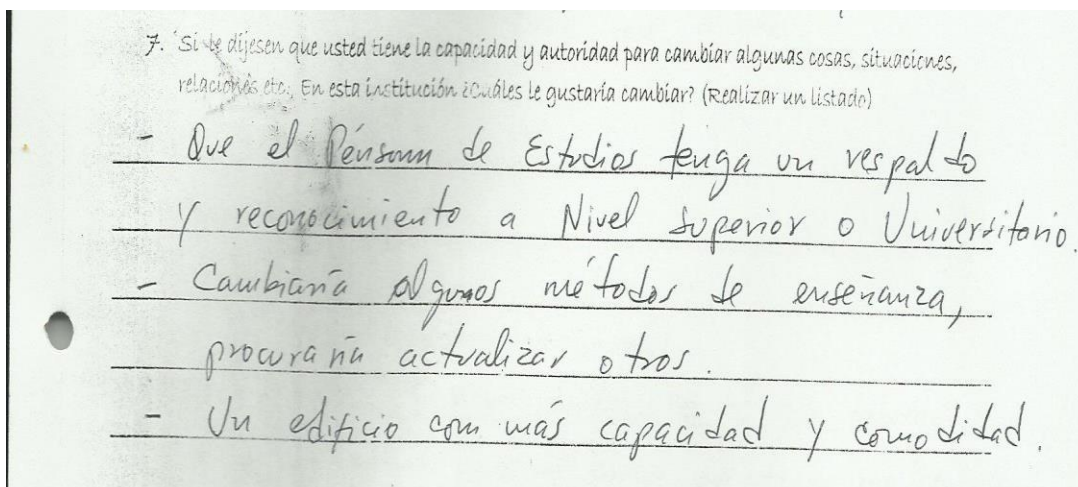 7. Si le dijesen que usted tiene la capacidad y autoridad para cambiar algunas cosas, situaciones,
relaciones etc. En esta institución ¿Cuáles le gustaría cambiar? (Realizar un listado)
- Que el Pénsum de Estudios tenga un respaldo
y reconocimiento a Nivel Superior o Universitario.
- Cambiaría algunos métodos de enseñanza,
procuraría actualizar otros.
- Un edificio com más capacidad y comodidad.